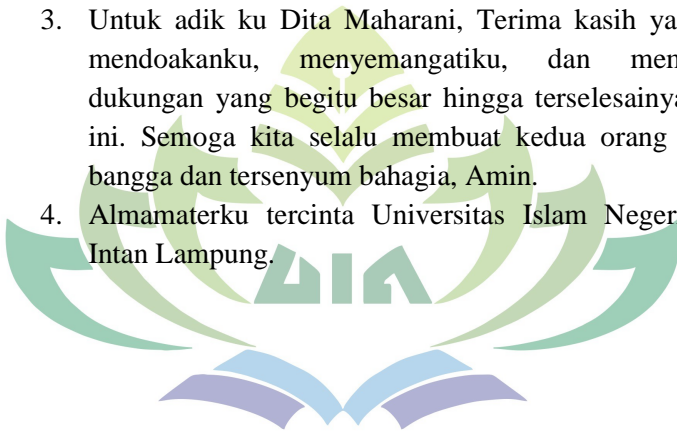 3. Untuk adik ku Dita Maharani, Terima kasih ya
mendoakanku, menyemangatiku, dan men
dukungan yang begitu besar hingga terselesainya
ini. Semoga kita selalu membuat kedua orang
bangga dan tersenyum bahagia, Amin.
4. Almamaterku tercinta Universitas Islam Neger
Intan Lampung.
UIN